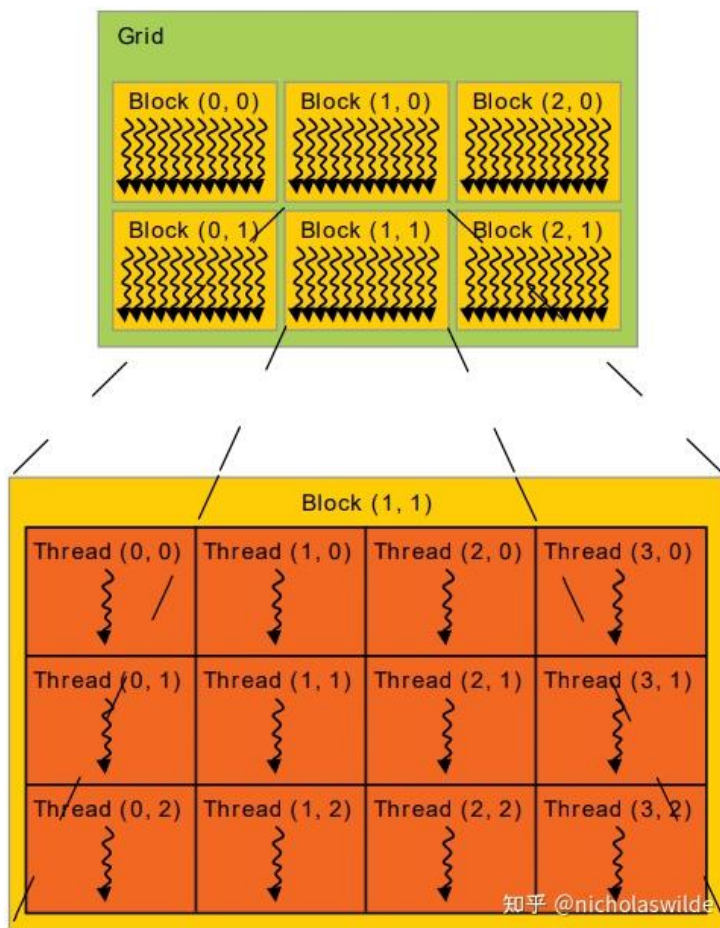 Grid
Block (0, 0) Block (1, 0) Block (2, 0)
Block (0, 1) Block (1, 1) Block (2, 1)
Block (1, 1)
Thread (0, 0) Thread (1, 0) Thread (2, 0) Thread (3, 0)
Thread (0, 1) Thread (1, 1) Thread (2, 1) Thread (3, 1)
Thread (0, 2) Thread (1, 2) Thread (2, 2) Thread (3, 2)
知乎 @nicholaswilde